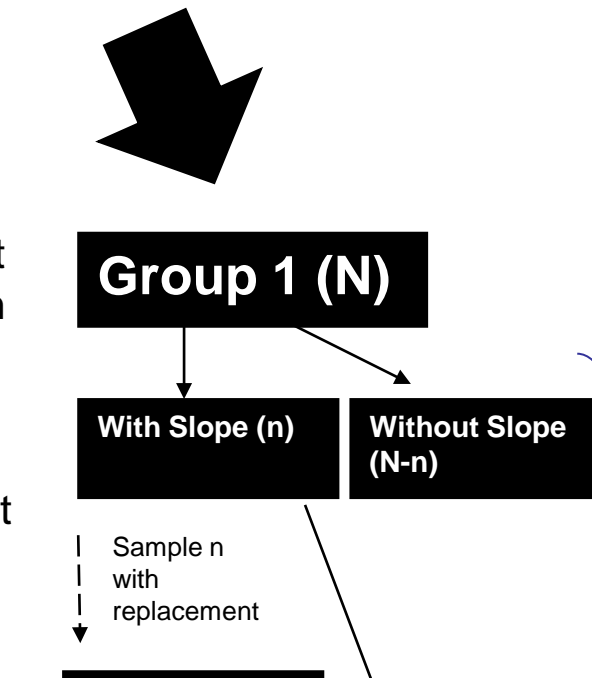 Group 1 (N)
With Slope (n)
Without Slope
(N-n)
Sample n
with
replacement